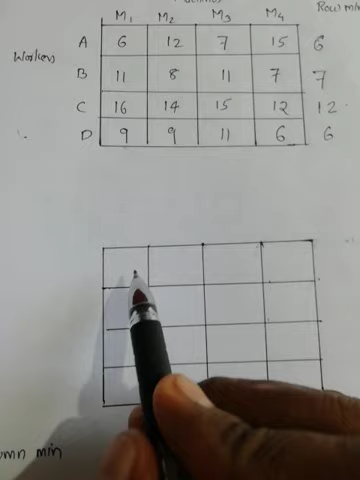 M1 M2 M3 M4 Row min
Workers
A 6 12 7 15 6
B 11 8 11 7 7
C 16 14 15 12 12
D 9 9 11 6 6
min